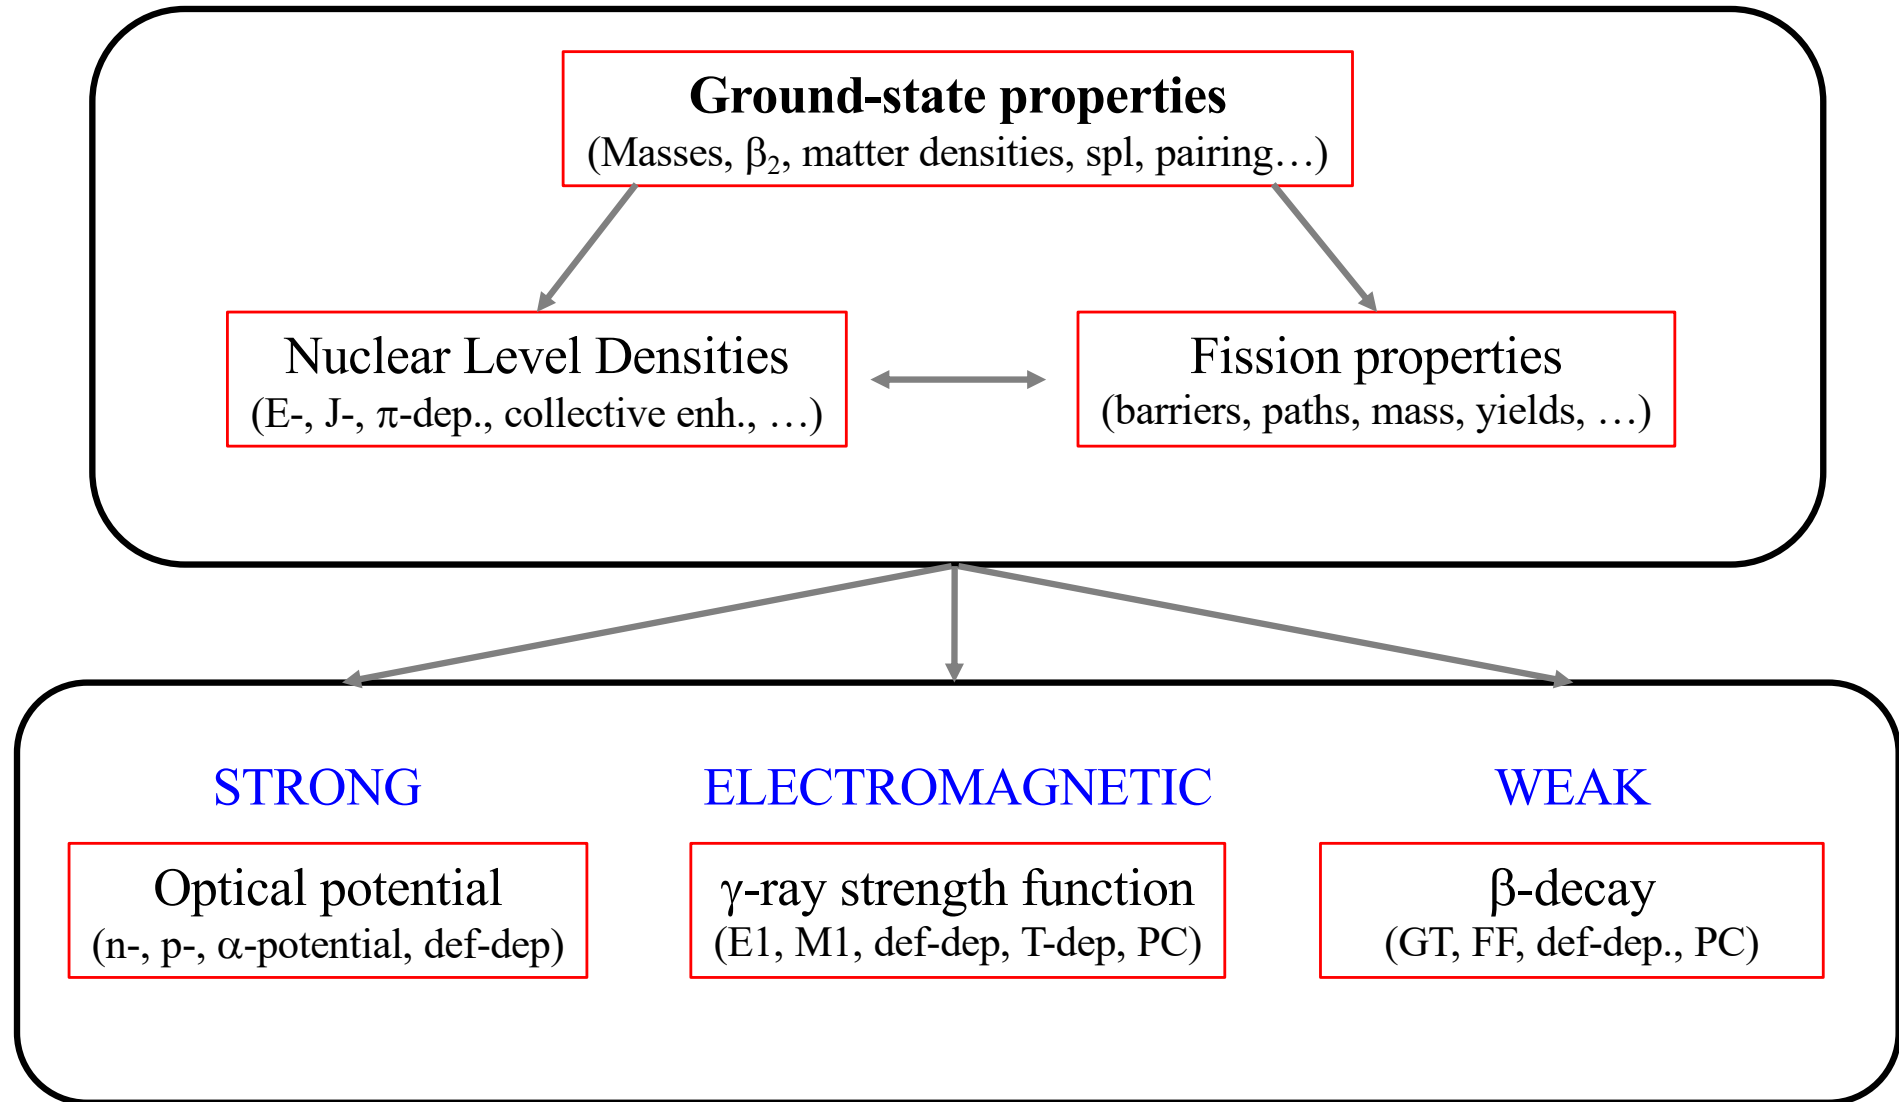 Ground-state properties
(Masses, β₂, matter densities, spl, pairing…)
Nuclear Level Densities
(E-, J-, π-dep., collective enh., …)
Fission properties
(barriers, paths, mass, yields, …)
STRONG
ELECTROMAGNETIC
WEAK
Optical potential
(n-, p-, α-potential, def-dep)
γ-ray strength function
(E1, M1, def-dep, T-dep, PC)
β-decay
(GT, FF, def-dep., PC)